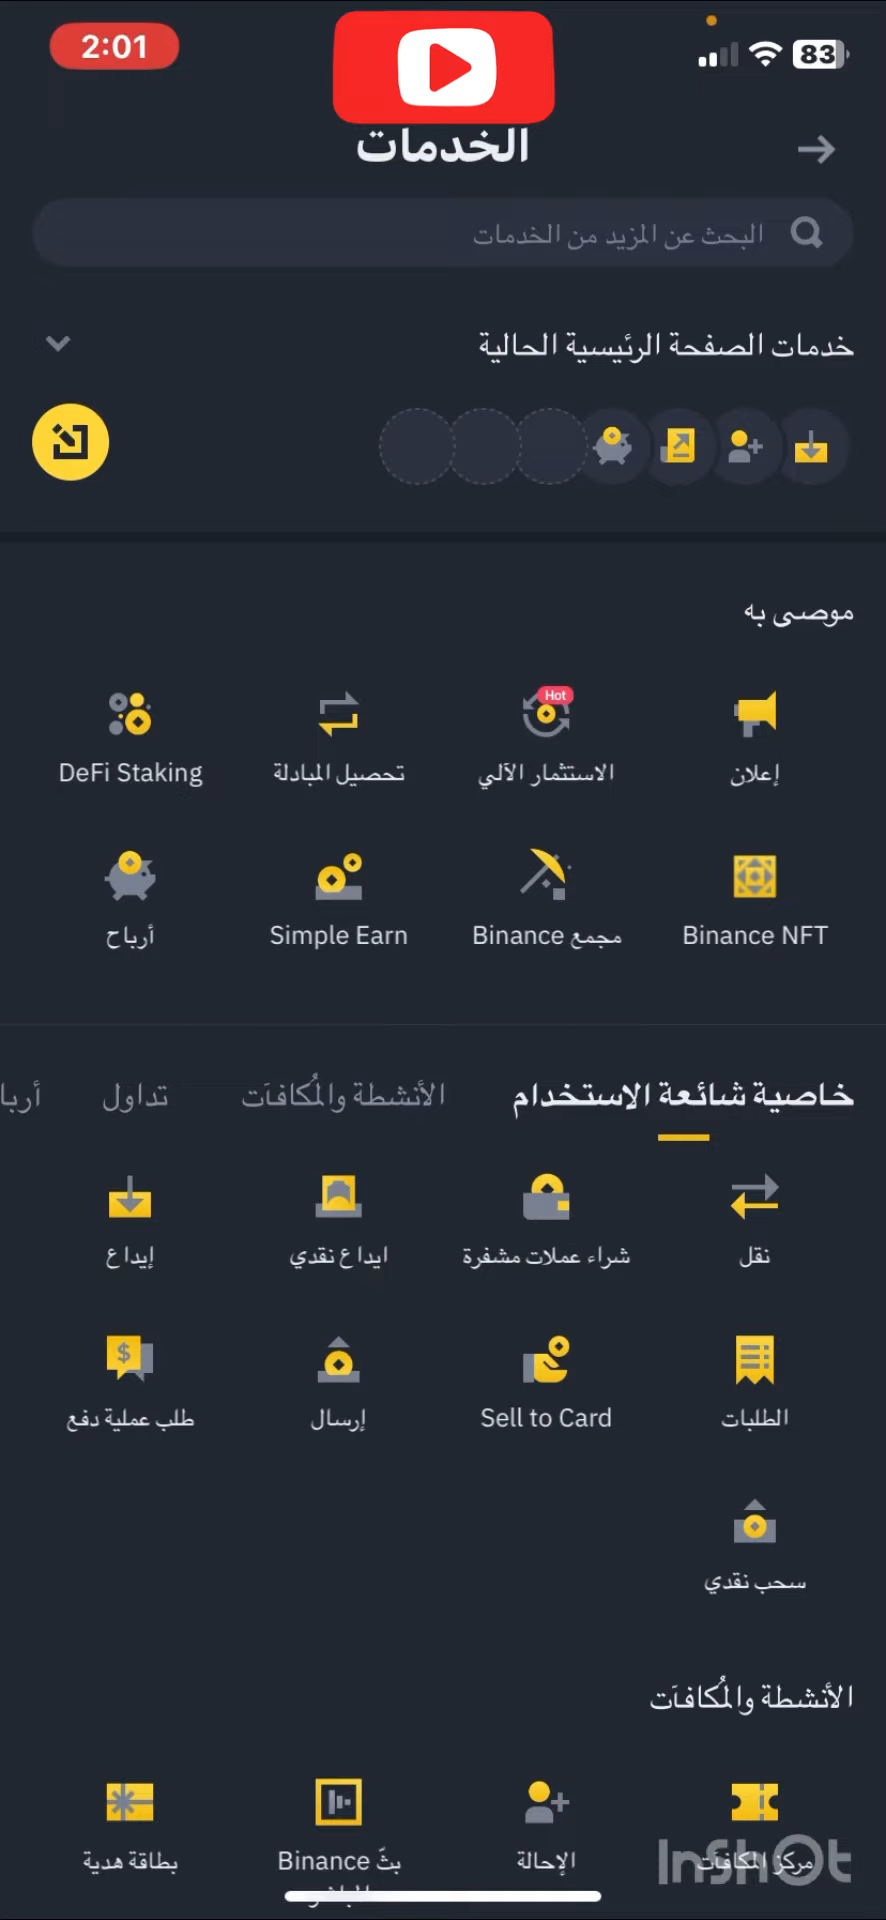 2:01
83
الخدمات
البحث عن المزيد من الخدمات
خدمات الصفحة الرئيسية الحالية
موصى به
Hot
إعلان
الاستثمار الآلي
تحصيل المبادلة
DeFi Staking
Binance NFT
مجمع Binance
Simple Earn
أرباح
خاصية شائعة الاستخدام
الأنشطة والمُكافآت
تداول
أربا
نقل
شراء عملات مشفرة
ايداع نقدي
إيداع
الطلبات
Sell to Card
إرسال
طلب عملية دفع
سحب نقدي
الأنشطة والمُكافآت
مركز المكافآت
الإحالة
بثّ Binance
بطاقة هدية
InShOt